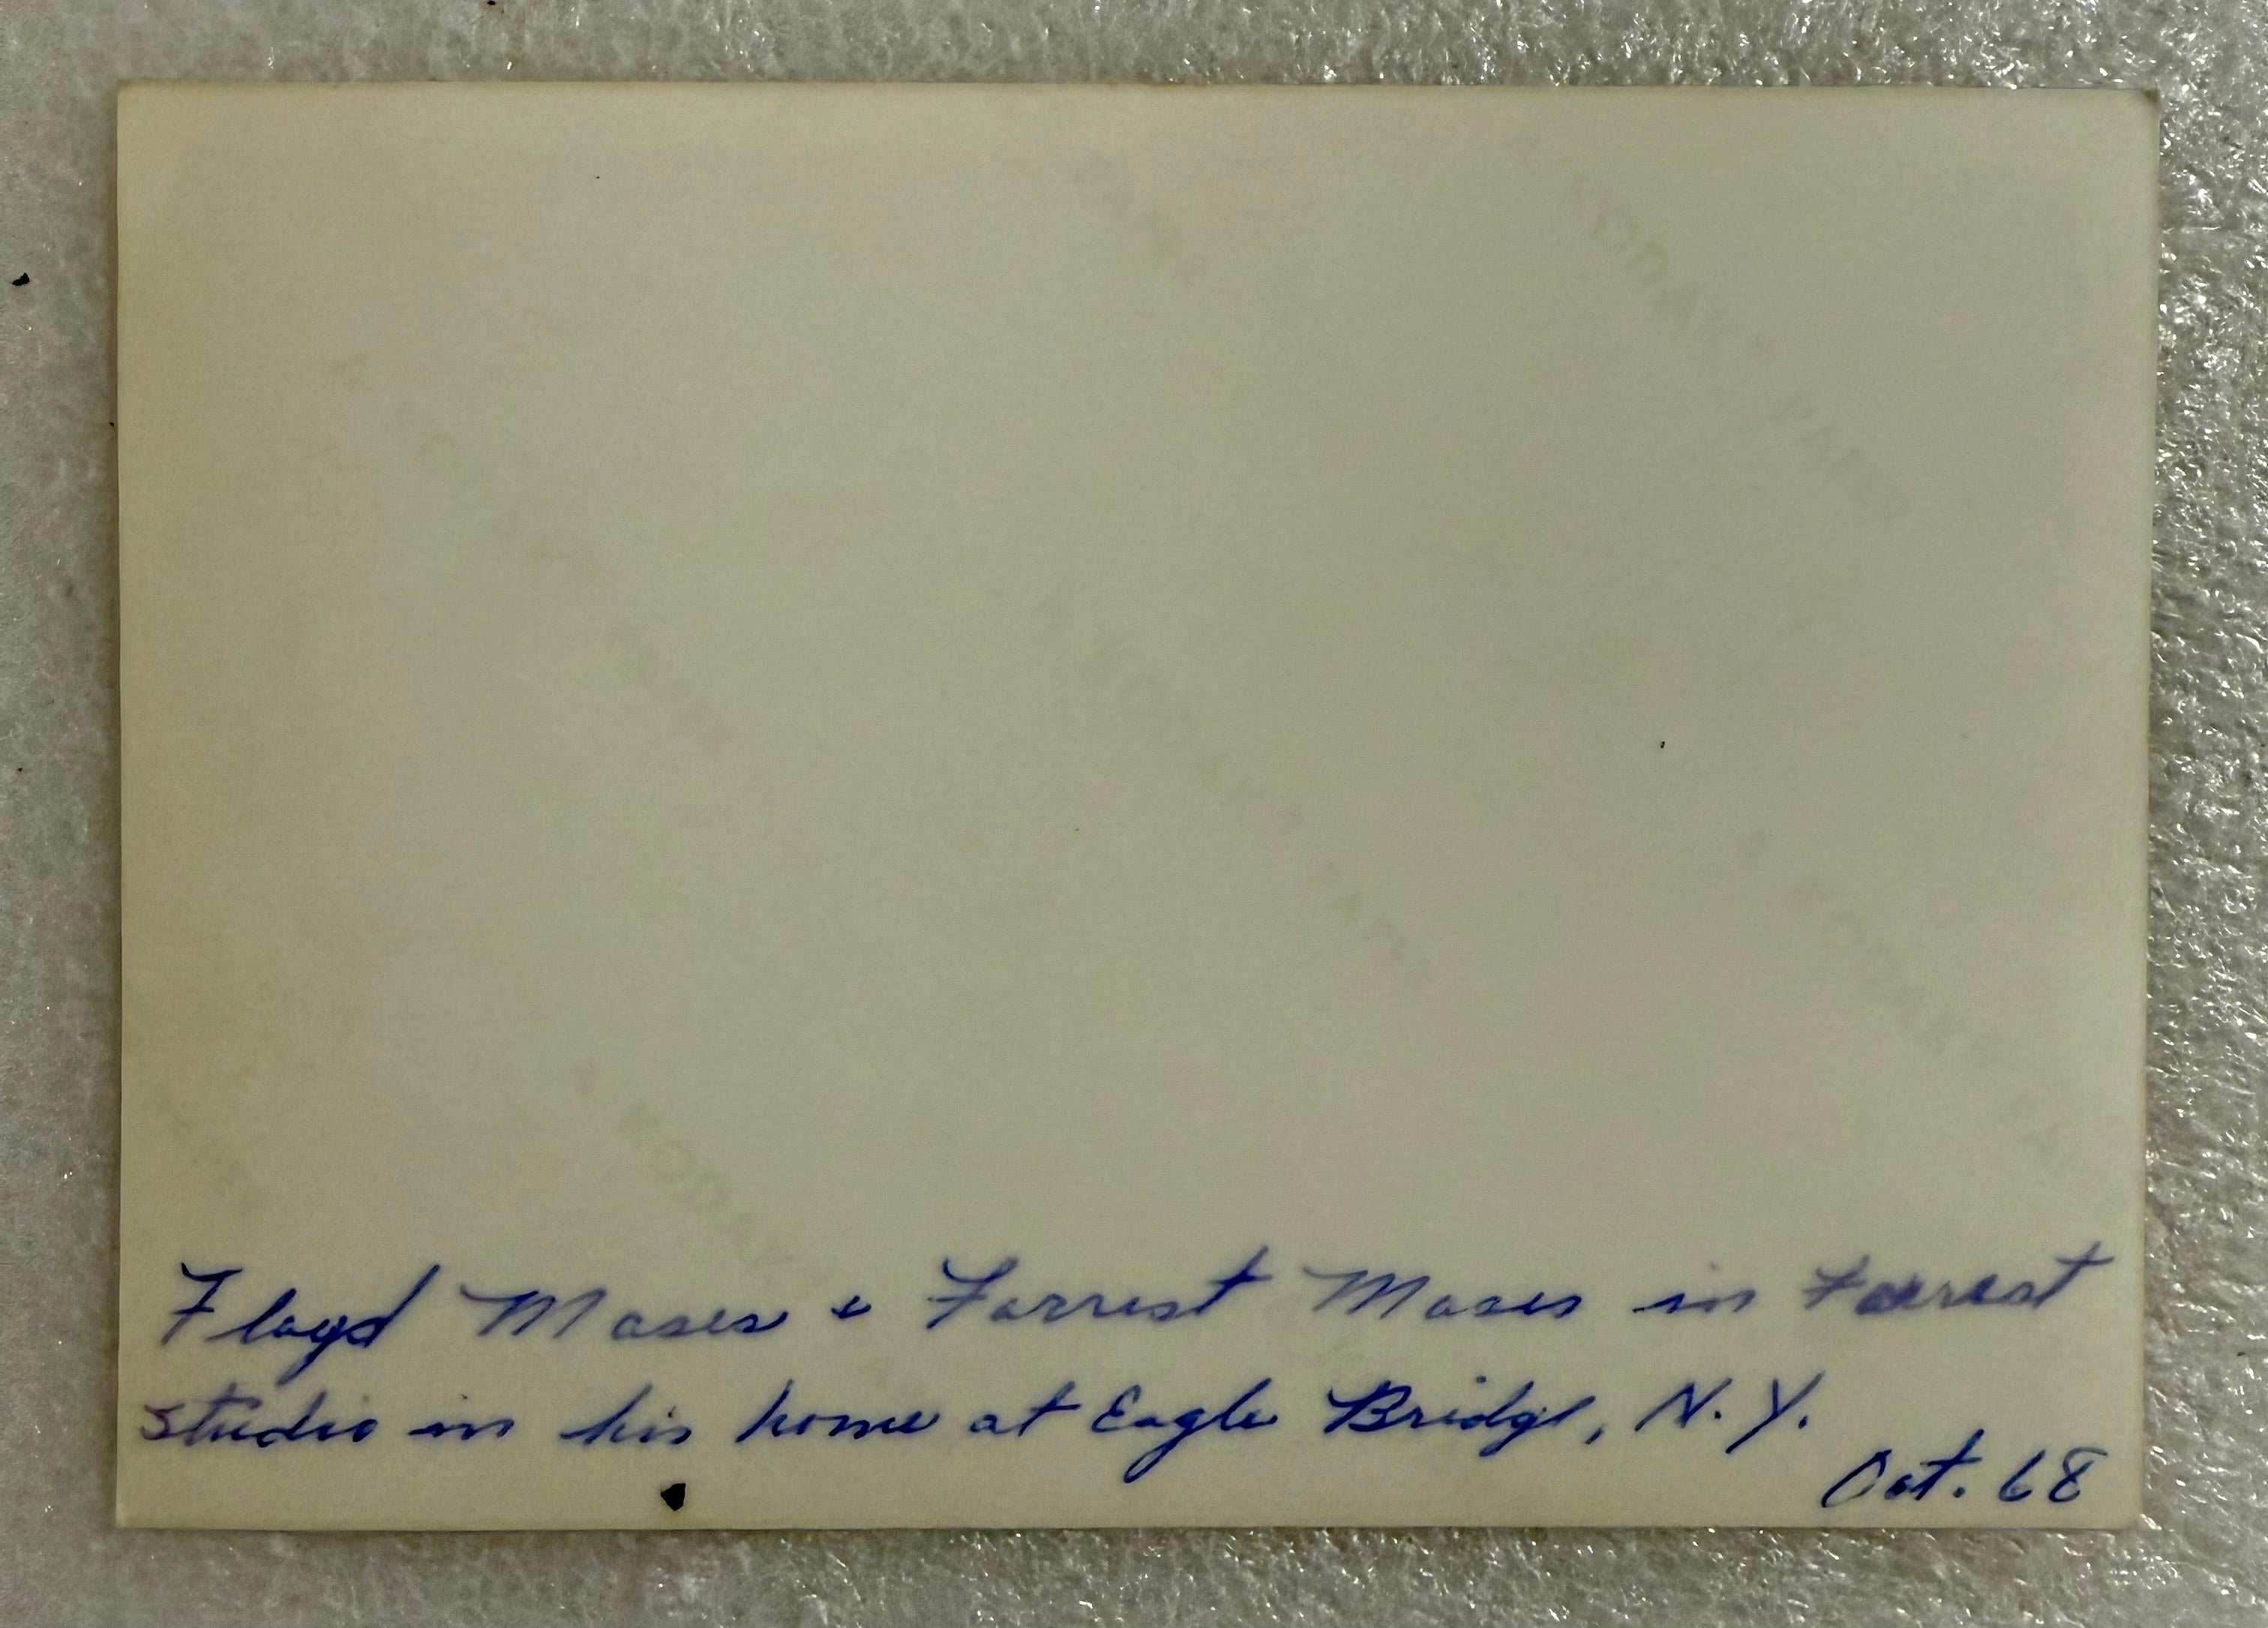 Floyd Moses & Forrest Moses in Forrest
studio in his home at Eagle Bridge, N.Y.
Oct. 68